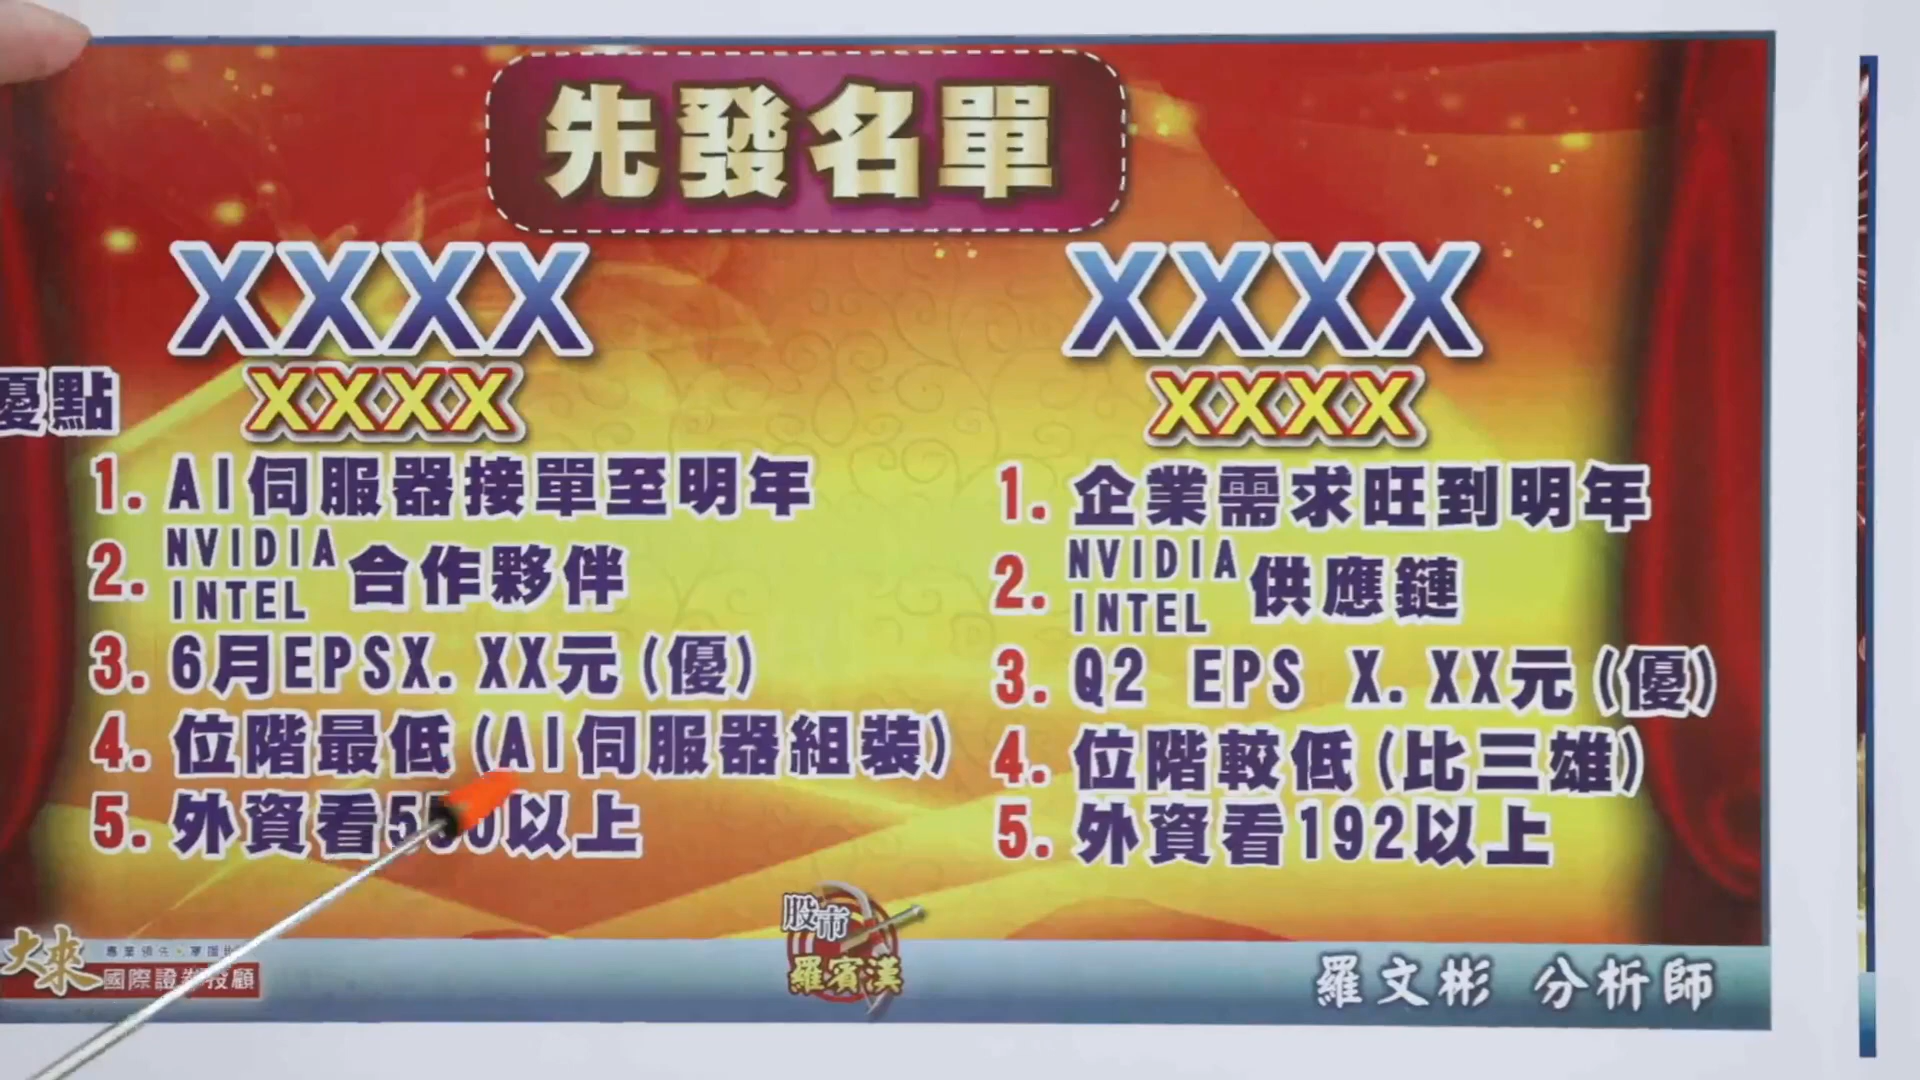 先發名單
XXXX
XXXX
優點
1. AI伺服器接單至明年
2. NVIDIA INTEL 合作夥伴
3. 6月EPSX.XX元(優)
4. 位階最低(AI伺服器組裝)
5. 外資看550以上
XXXX
XXXX
1. 企業需求旺到明年
2. NVIDIA INTEL 供應鏈
3. Q2 EPS X.XX元(優)
4. 位階較低(比三雄)
5. 外資看192以上
大來
國際證券投顧
股市
羅賓漢
羅文彬 分析師